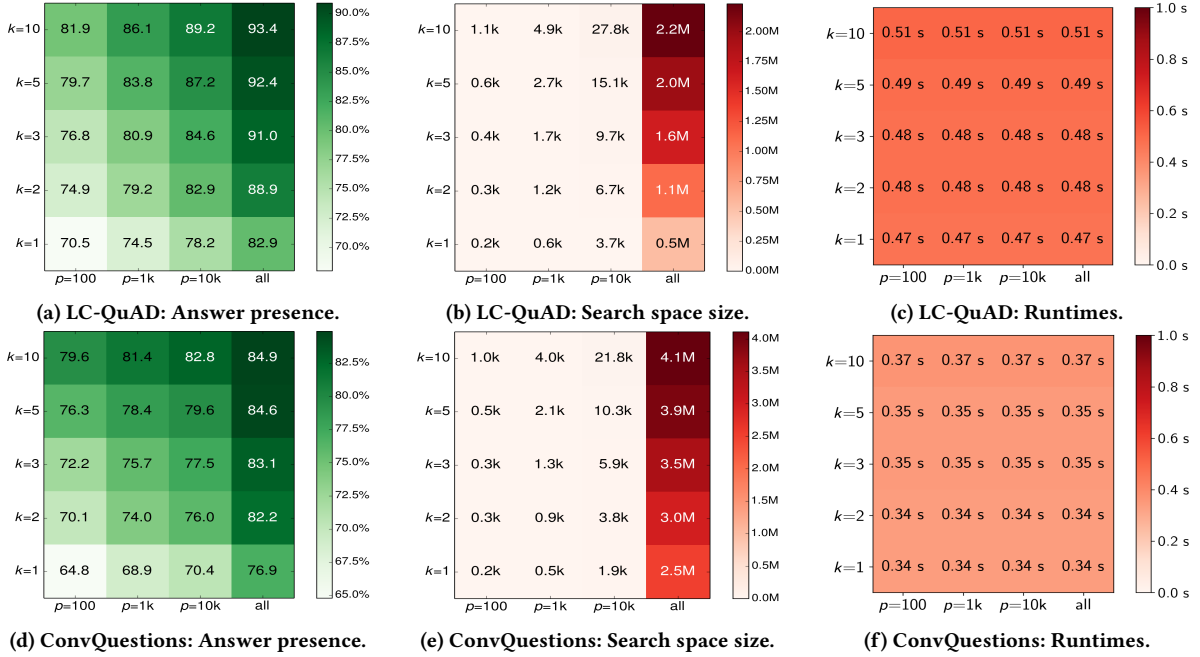 k=10 81.9 86.1 89.2 93.4
k=5 79.7 83.8 87.2 92.4
k=3 76.8 80.9 84.6 91.0
k=2 74.9 79.2 82.9 88.9
k=1 70.5 74.5 78.2 82.9
p=100 p=1k p=10k all
90.0%
87.5%
85.0%
82.5%
80.0%
77.5%
75.0%
72.5%
70.0%
(a) LC-QuAD: Answer presence.
k=10 1.1k 4.9k 27.8k 2.2M
k=5 0.6k 2.7k 15.1k 2.0M
k=3 0.4k 1.7k 9.7k 1.6M
k=2 0.3k 1.2k 6.7k 1.1M
k=1 0.2k 0.6k 3.7k 0.5M
p=100 p=1k p=10k all
2.00M
1.75M
1.50M
1.25M
1.00M
0.75M
0.50M
0.25M
0.00M
(b) LC-QuAD: Search space size.
k=10 0.51 s 0.51 s 0.51 s 0.51 s
k=5 0.49 s 0.49 s 0.49 s 0.49 s
k=3 0.48 s 0.48 s 0.48 s 0.48 s
k=2 0.48 s 0.48 s 0.48 s 0.48 s
k=1 0.47 s 0.47 s 0.47 s 0.47 s
p=100 p=1k p=10k all
1.0 s
0.8 s
0.6 s
0.4 s
0.2 s
0.0 s
(c) LC-QuAD: Runtimes.
k=10 79.6 81.4 82.8 84.9
k=5 76.3 78.4 79.6 84.6
k=3 72.2 75.7 77.5 83.1
k=2 70.1 74.0 76.0 82.2
k=1 64.8 68.9 70.4 76.9
p=100 p=1k p=10k all
82.5%
80.0%
77.5%
75.0%
72.5%
70.0%
67.5%
65.0%
(d) ConvQuestions: Answer presence.
k=10 1.0k 4.0k 21.8k 4.1M
k=5 0.5k 2.1k 10.3k 3.9M
k=3 0.3k 1.3k 5.9k 3.5M
k=2 0.3k 0.9k 3.8k 3.0M
k=1 0.2k 0.5k 1.9k 2.5M
p=100 p=1k p=10k all
4.0M
3.5M
3.0M
2.5M
2.0M
1.5M
1.0M
0.5M
0.0M
(e) ConvQuestions: Search space size.
k=10 0.37 s 0.37 s 0.37 s 0.37 s
k=5 0.35 s 0.35 s 0.35 s 0.35 s
k=3 0.35 s 0.35 s 0.35 s 0.35 s
k=2 0.34 s 0.34 s 0.34 s 0.34 s
k=1 0.34 s 0.34 s 0.34 s 0.34 s
p=100 p=1k p=10k all
1.0 s
0.8 s
0.6 s
0.4 s
0.2 s
0.0 s
(f) ConvQuestions: Runtimes.